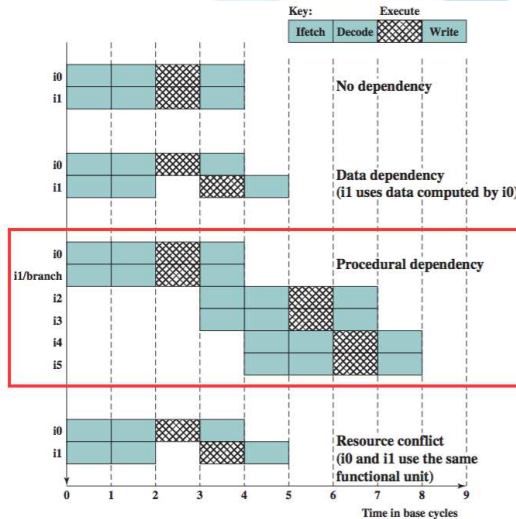 Key: Execute
Ifetch Decode Write
i0
i1
No dependency
i0
i1
Data dependency
(i1 uses data computed by i0)
i0
i1/branch
i2
i3
i4
i5
Procedural dependency
i0
i1
Resource conflict
(i0 and i1 use the same
functional unit)
0 1 2 3 4 5 6 7 8 9
Time in base cycles